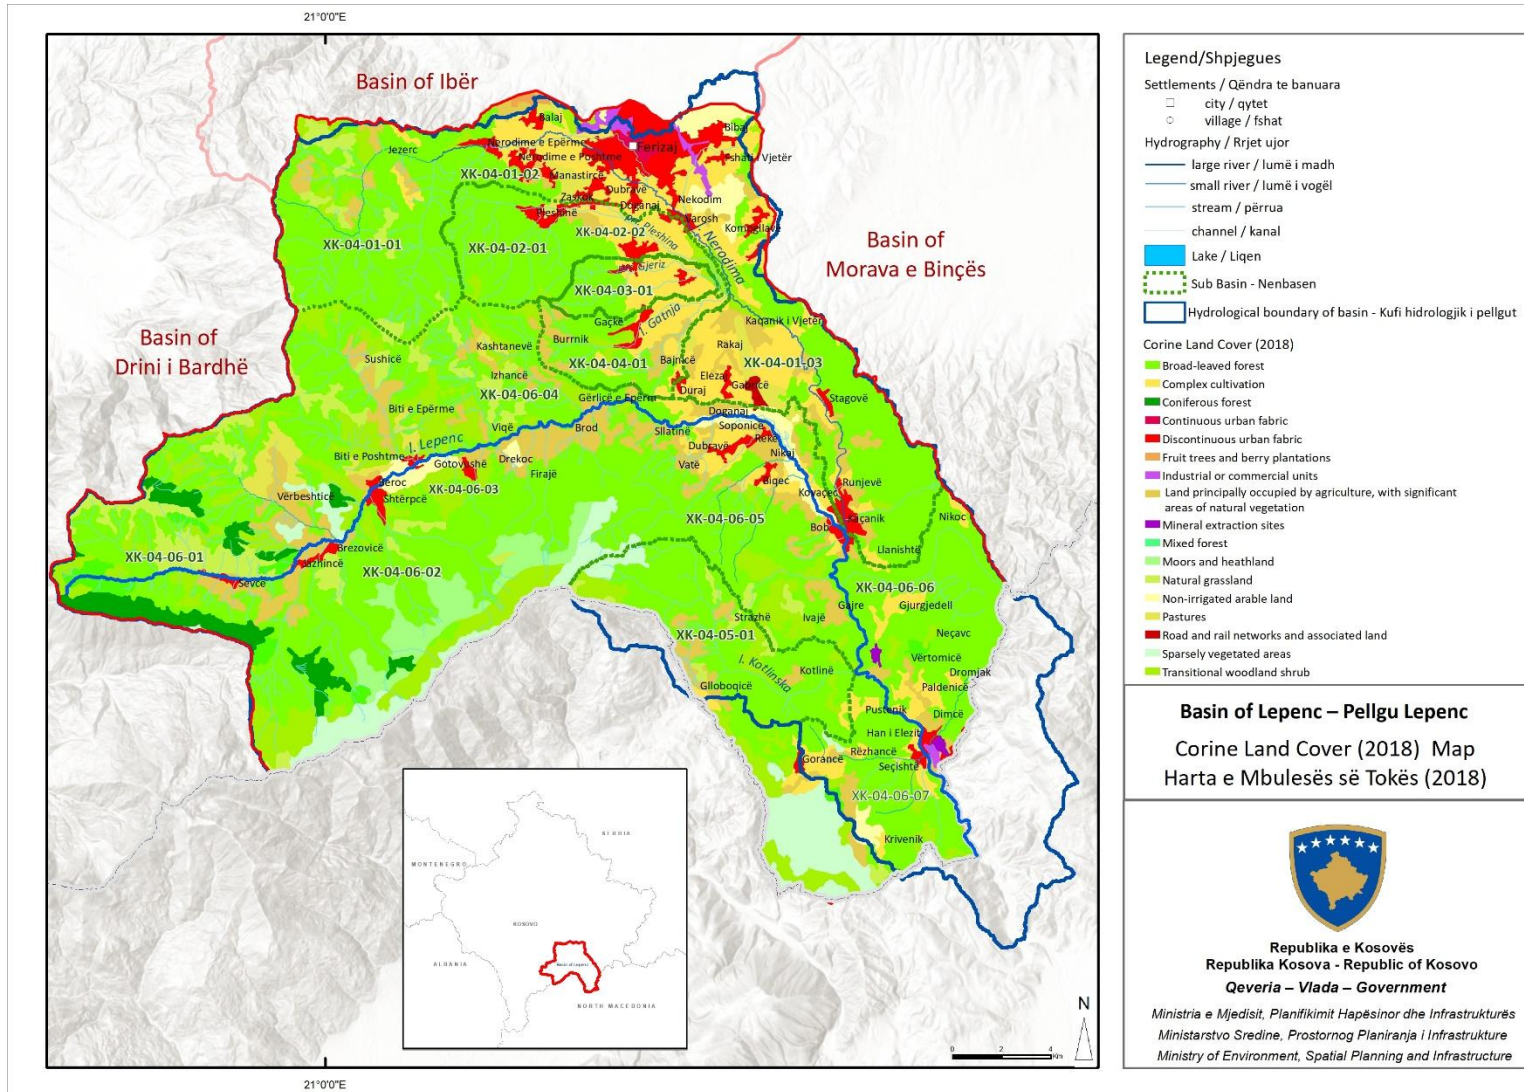 21°0'0"E
Basin of Ibër
Balaj
Bibaj
Jezerc
Nerodime e Epërme
Ferizaj
Nerodime e Poshtme
Fshati i Vjetër
XK-04-01-02
Manastircë
Dubravë
Zaskok
Doganaj
Nekodim
Pleshinë
Varosh
Komogllavë
XK-04-02-02
Pleshina
XK-04-01-01
XK-04-02-01
l. Nerodima
Basin of
Morava e Binçës
XK-04-03-01
Gaçkë
l. Gatnja
Kaçanik i Vjetër
Basin of
Drini i Bardhë
Burrnik
Kashtanevë
Rakaj
Sushicë
Bajnicë
XK-04-04-01
XK-04-01-03
Izhancë
Elezaj
Duraj
Gabricë
XK-04-06-04
Gërlicë e Epërm
Stagovë
Biti e Epërme
Doganaj
Viqë
Brod
Sllatinë
Soponicë
Rekë
l. Lepenc
Dubravë
Nikaj
Biti e Poshtme
Gotovushë
Drekoc
Vatë
Firajë
Beroc
XK-04-06-03
Biqec
Runjevë
Vërbeshticë
Shtërpcë
Kovaçec
XK-04-06-05
Kaçanik
Nikoc
Bob
Brezovicë
Llanishtë
XK-04-06-01
Jazhincë
XK-04-06-02
Sevcë
XK-04-06-06
Gajre
Gjurgjedell
Strazhë
Ivajë
XK-04-05-01
Neçavc
Vërtomicë
l. Kotlinska
Kotlinë
Dromjak
Glloboqicë
Paldenicë
Pustenik
Dimcë
Han i Elezit
Rëzhancë
Gorancë
Seçishtë
XK-04-06-07
Krivenik
SERBIA
MONTENEGRO
KOSOVO
ALBANIA
Basin of Lepenc
NORTH MACEDONIA
N
0 2 4
Km
21°0'0"E
Legend/Shpjegues
Settlements / Qëndra te banuara
city / qytet
village / fshat
Hydrography / Rrjet ujor
large river / lumë i madh
small river / lumë i vogël
stream / përrua
channel / kanal
Lake / Liqen
Sub Basin - Nenbasen
Hydrological boundary of basin - Kufi hidrologjik i pellgut
Corine Land Cover (2018)
Broad-leaved forest
Complex cultivation
Coniferous forest
Continuous urban fabric
Discontinuous urban fabric
Fruit trees and berry plantations
Industrial or commercial units
Land principally occupied by agriculture, with significant
areas of natural vegetation
Mineral extraction sites
Mixed forest
Moors and heathland
Natural grassland
Non-irrigated arable land
Pastures
Road and rail networks and associated land
Sparsely vegetated areas
Transitional woodland shrub
Basin of Lepenc – Pellgu Lepenc
Corine Land Cover (2018) Map
Harta e Mbulesës së Tokës (2018)
Republika e Kosovës
Republika Kosova - Republic of Kosovo
Qeveria – Vlada – Government
Ministria e Mjedisit, Planifikimit Hapësinor dhe Infrastrukturës
Ministarstvo Sredine, Prostornog Planiranja i Infrastrukture
Ministry of Environment, Spatial Planning and Infrastructure